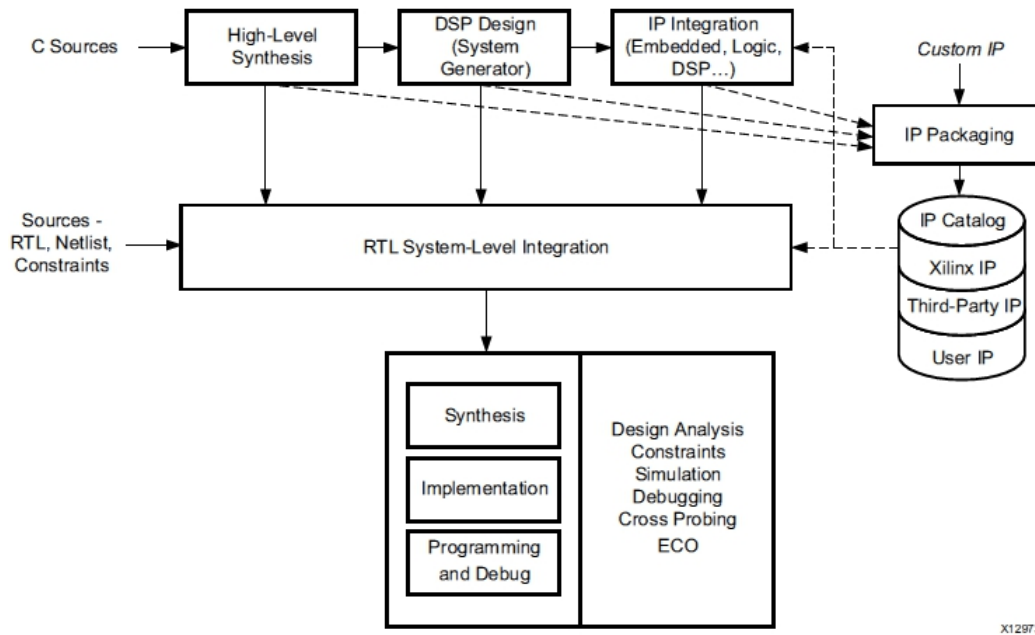 C Sources
High-Level
Synthesis
DSP Design
(System
Generator)
IP Integration
(Embedded, Logic,
DSP...)
Custom IP
IP Packaging
IP Catalog
Xilinx IP
Third-Party IP
User IP
Sources -
RTL, Netlist,
Constraints
RTL System-Level Integration
Synthesis
Implementation
Programming
and Debug
Design Analysis
Constraints
Simulation
Debugging
Cross Probing
ECO